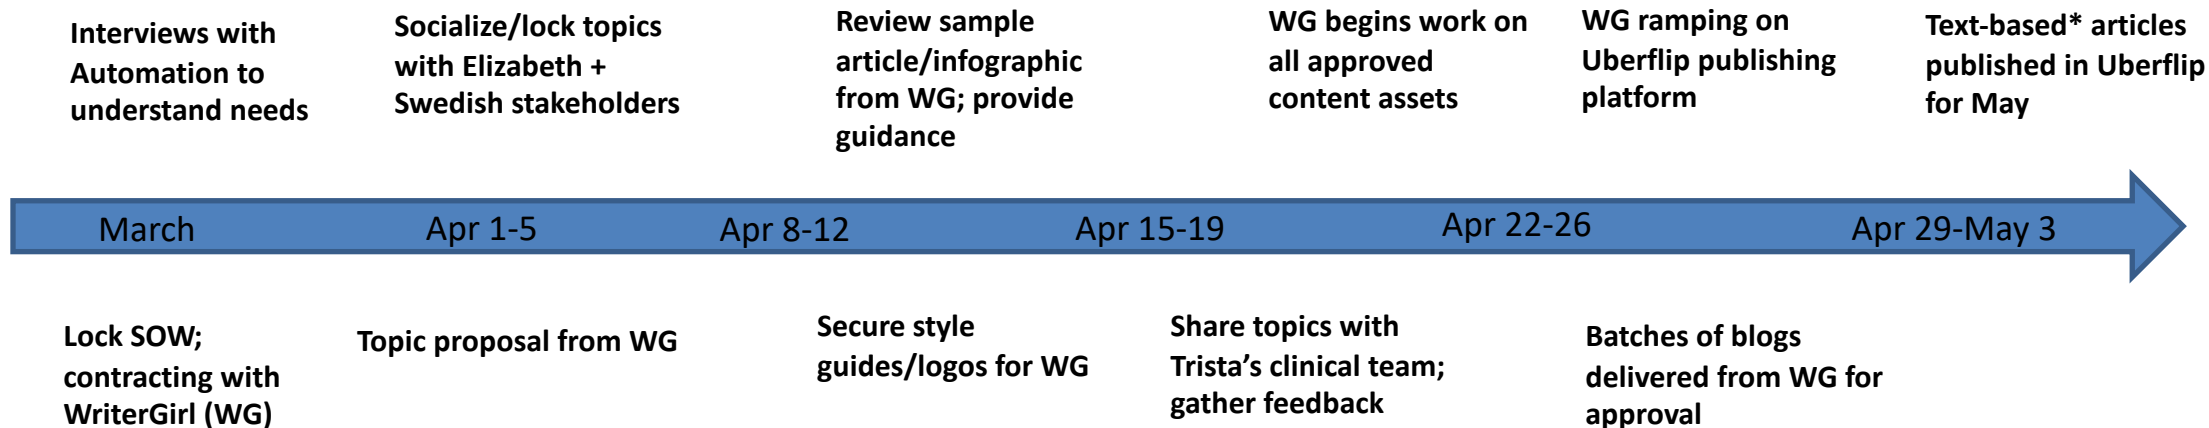 Interviews with
Automation to
understand needs
Socialize/lock topics
with Elizabeth +
Swedish stakeholders
Review sample
article/infographic
from WG; provide
guidance
WG begins work on
all approved
content assets
WG ramping on
Uberflip publishing
platform
Text-based* articles
published in Uberflip
for May
March
Apr 1-5
Apr 8-12
Apr 15-19
Apr 22-26
Apr 29-May 3
Lock SOW;
contracting with
WriterGirl (WG)
Topic proposal from WG
Secure style
guides/logos for WG
Share topics with
Trista’s clinical team;
gather feedback
Batches of blogs
delivered from WG for
approval